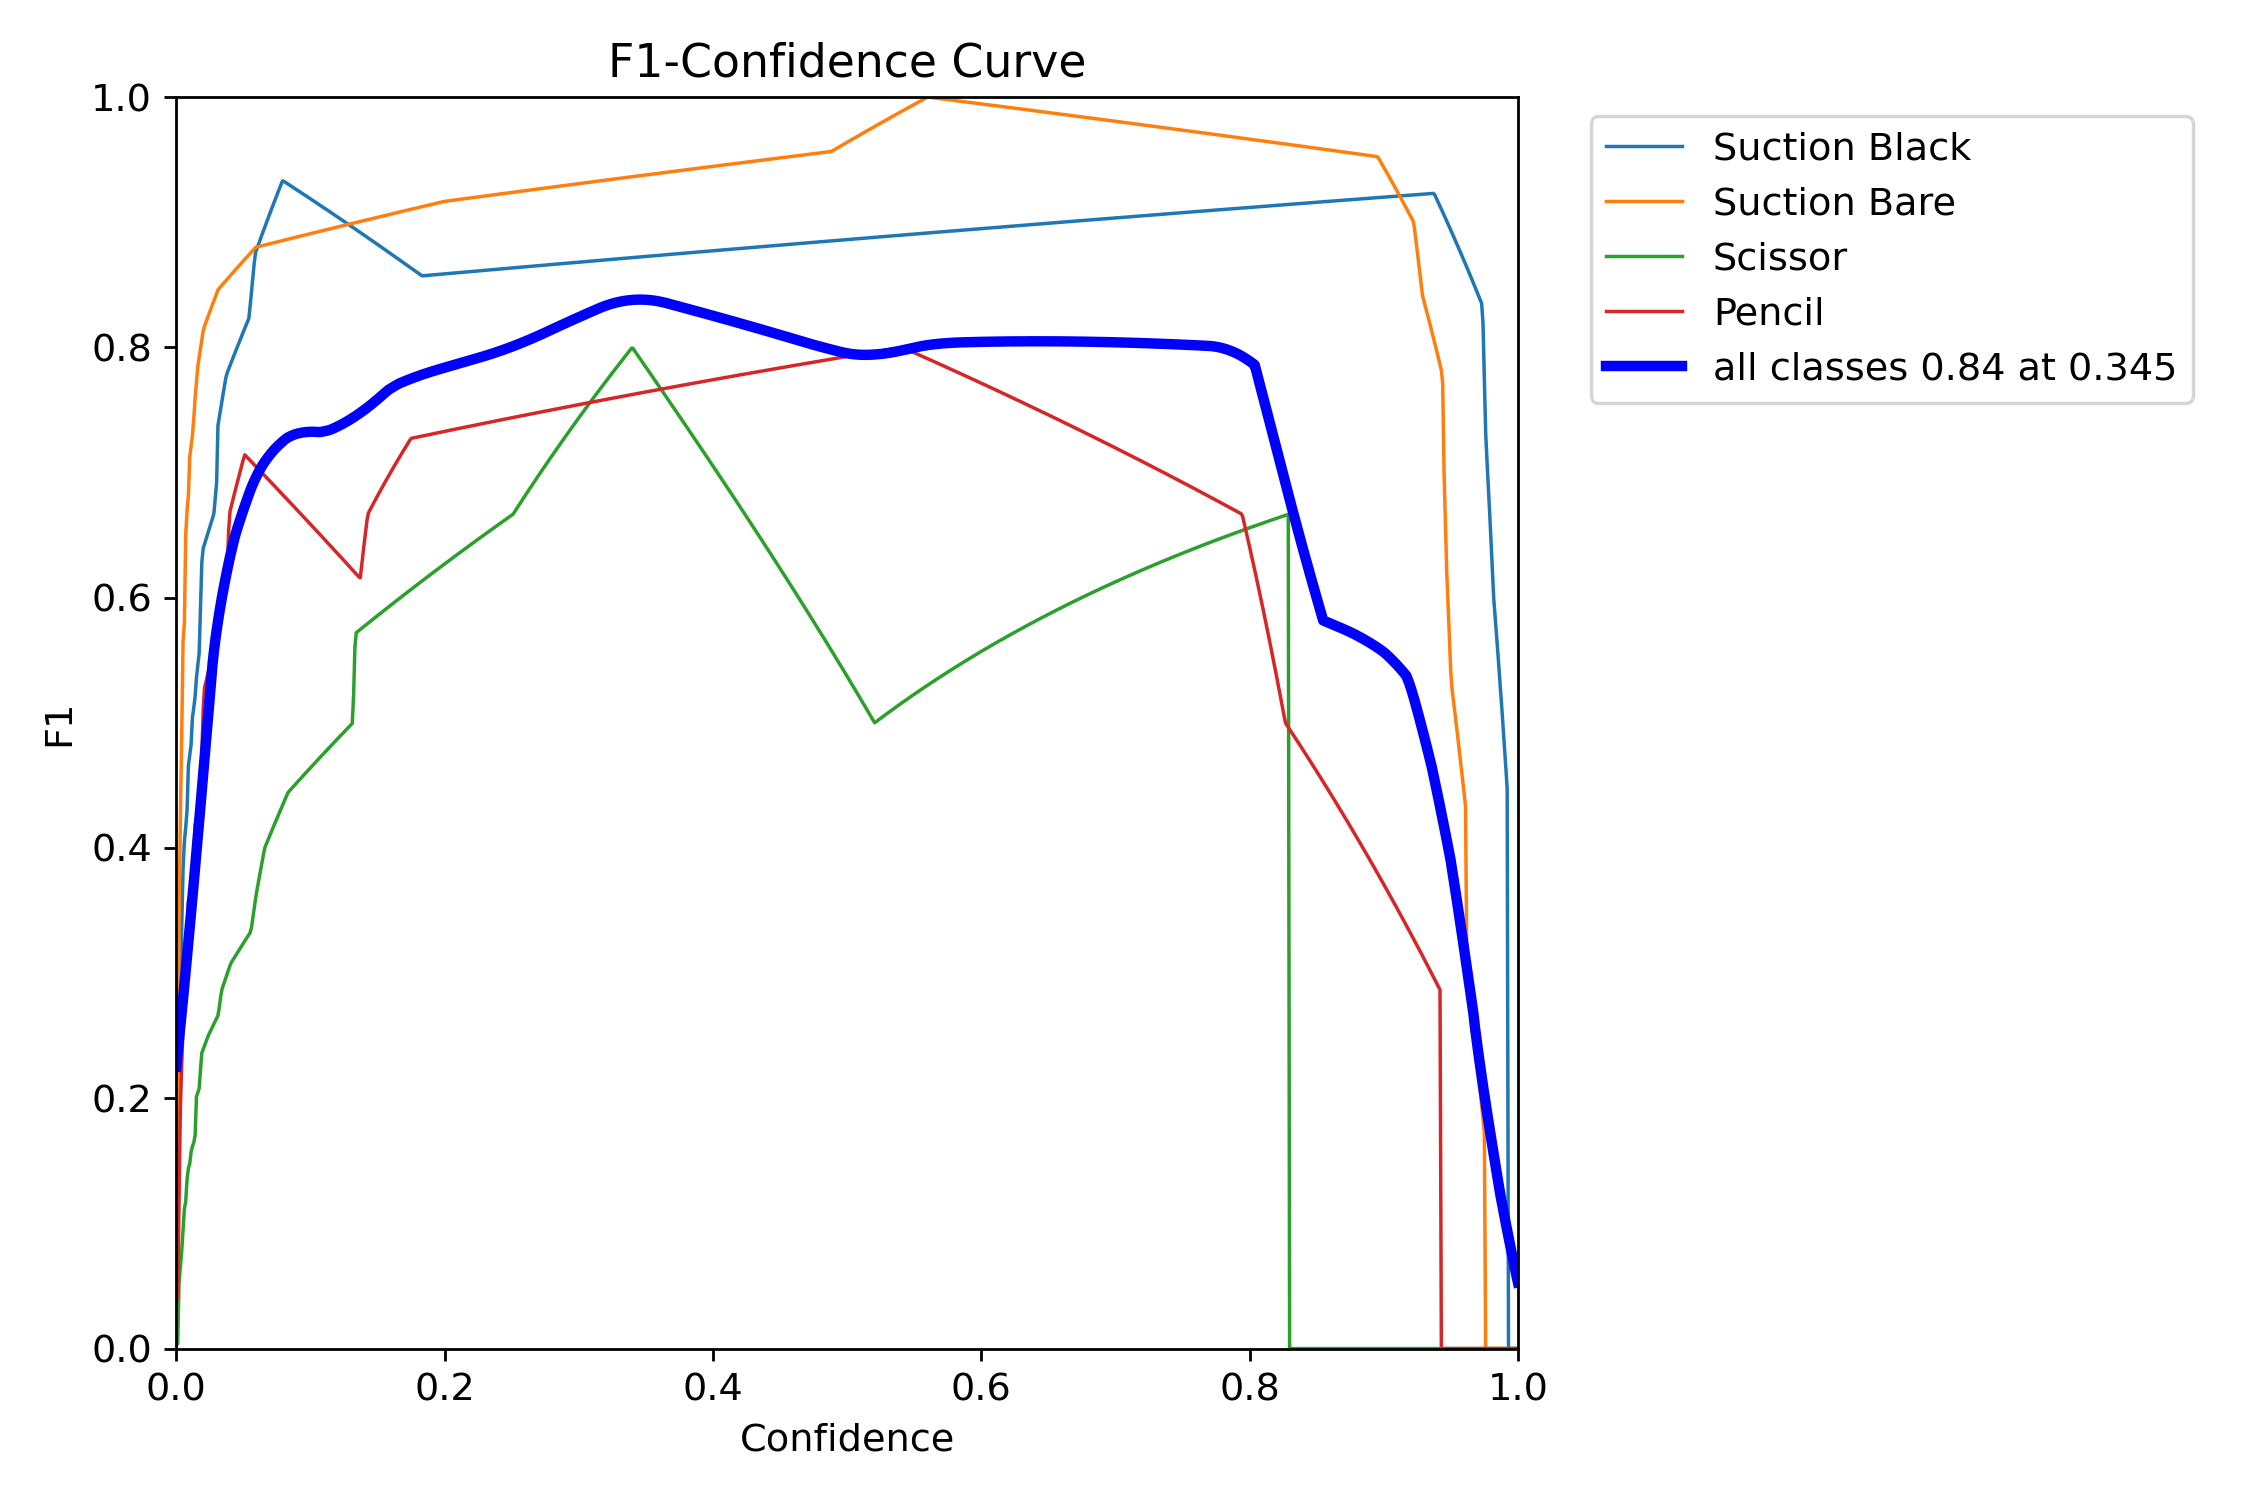 F1-Confidence Curve
1.0
0.8
0.6
0.4
0.2
0.0
F1
0.0 0.2 0.4 0.6 0.8 1.0
Confidence
Suction Black
Suction Bare
Scissor
Pencil
all classes 0.84 at 0.345